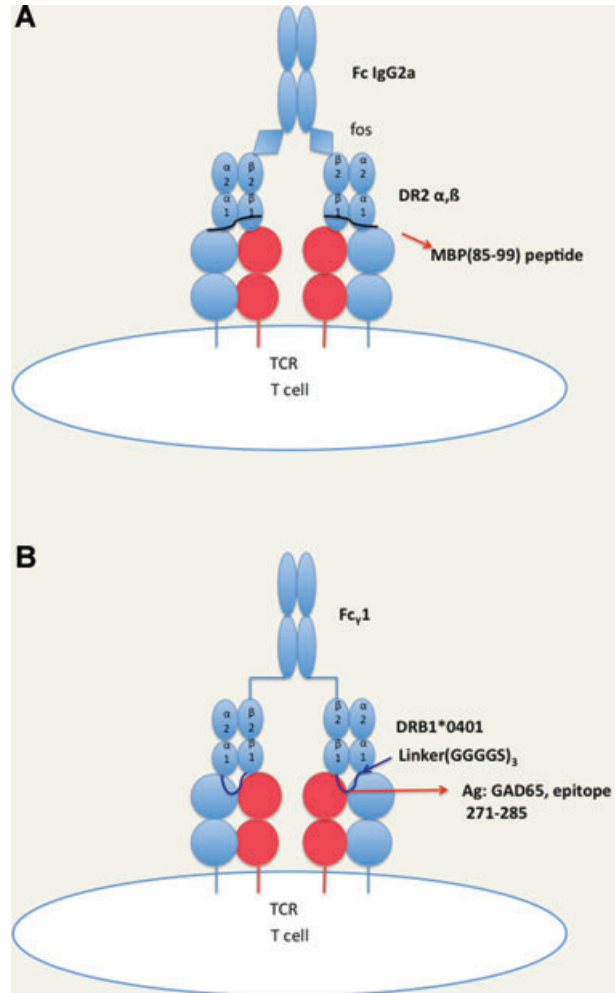 A
Fc IgG2a
fos
α 2 β 2 β 2 α 2
α 1 β 1 β 1 α 1
DR2 α,ß
MBP(85-99) peptide
TCR
T cell
B
Fcγ1
α 2 β 2 β 2 α 2
α 1 β 1 β 1 α 1
DRB1*0401
Linker(GGGGS)3
Ag: GAD65, epitope
271-285
TCR
T cell